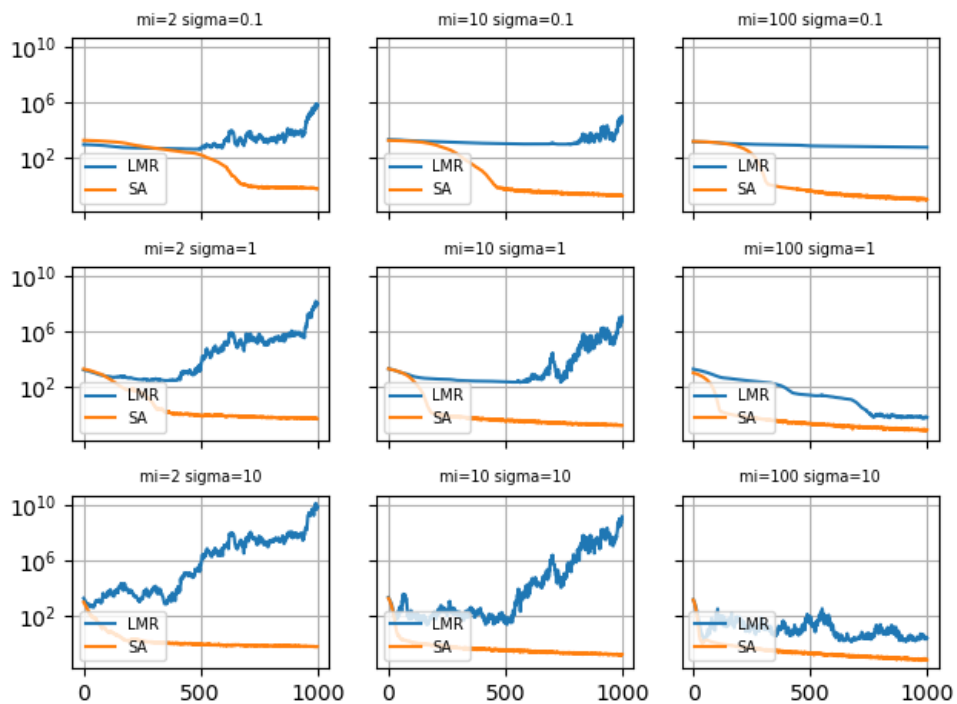 mi=2 sigma=0.1
mi=10 sigma=0.1
mi=100 sigma=0.1
10^10
10^6
10^2
LMR
SA
LMR
SA
LMR
SA
mi=2 sigma=1
mi=10 sigma=1
mi=100 sigma=1
10^10
10^6
10^2
LMR
SA
LMR
SA
LMR
SA
mi=2 sigma=10
mi=10 sigma=10
mi=100 sigma=10
10^10
10^6
10^2
LMR
SA
LMR
SA
LMR
SA
0 500 1000
0 500 1000
0 500 1000